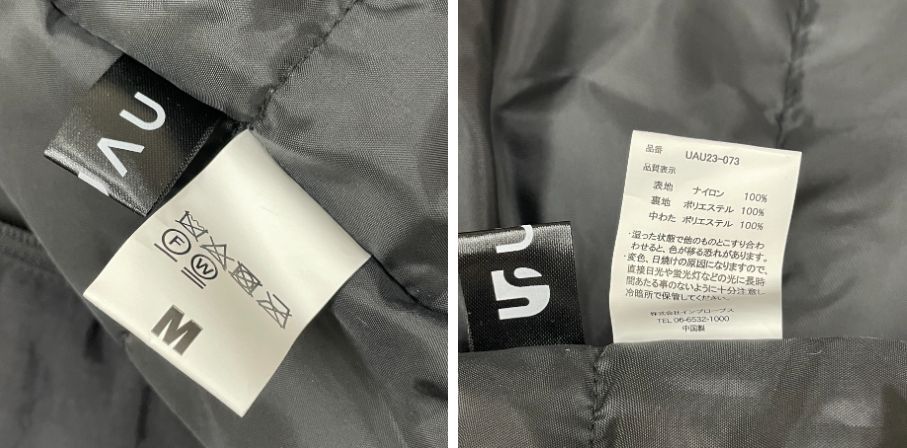 UAU
F
W
M
品番 UAU23-073
品質表示
表地 ナイロン 100%
裏地 ポリエステル 100%
中わた ポリエステル 100%
・湿った状態で他のものとこすり合わ
わせると、色が移る恐れがあります。
・変色、日焼けの原因になりますので、
直接日光や蛍光灯などの光に長時
間あたる事のないように十分注意し
冷暗所で保管してください。
株式会社イングローブス
TEL 06-6532-1000
中国製